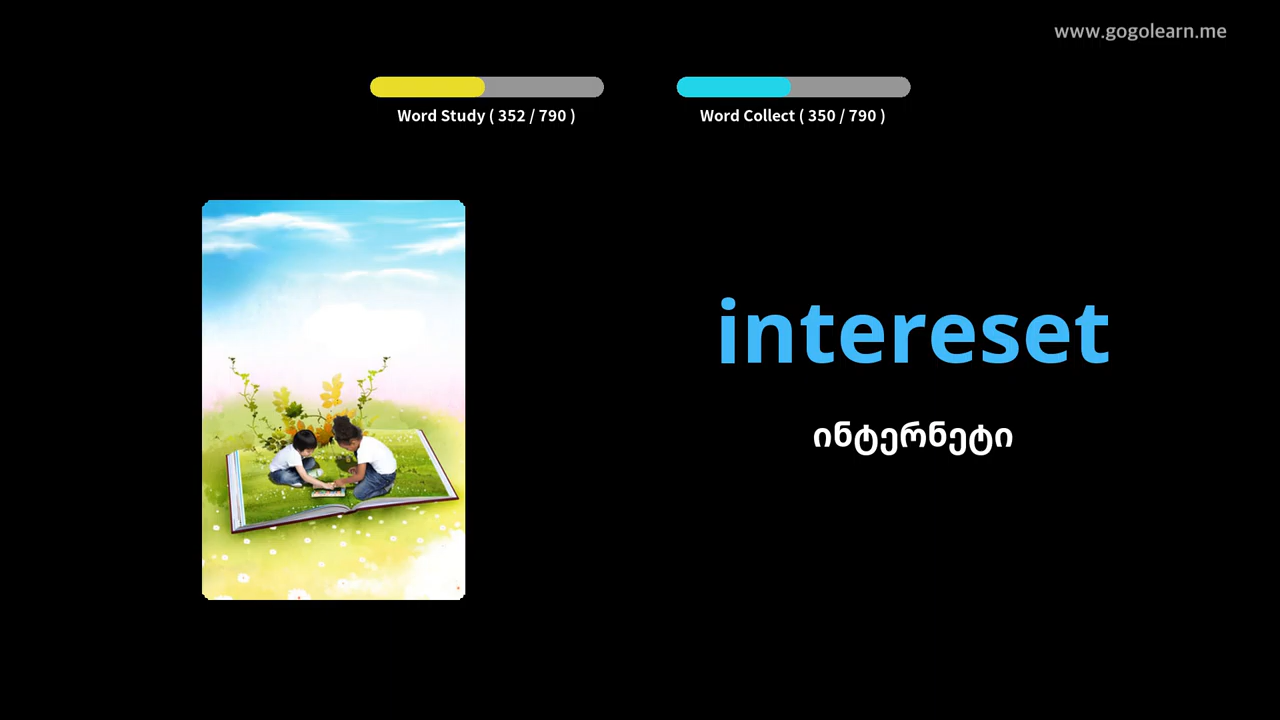 www.gogolearn.me
Word Study ( 352 / 790 )
Word Collect ( 350 / 790 )
intereset
ინტერნეტი